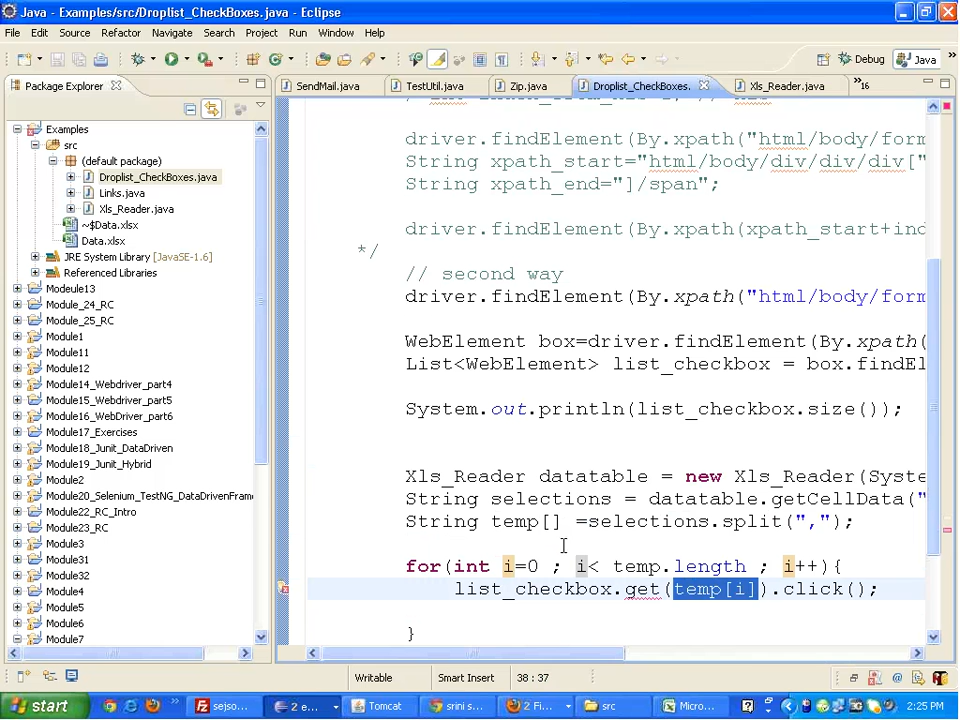 Java - Examples/src/Droplist_CheckBoxes.java - Eclipse
File Edit Source Refactor Navigate Search Project Run Window Help
Debug Java
Package Explorer
SendMail.java TestUtil.java Zip.java Droplist_CheckBoxes. Xls_Reader.java 16
Examples
src
(default package)
Droplist_CheckBoxes.java
Links.java
Xls_Reader.java
~$Data.xlsx
Data.xlsx
JRE System Library [JavaSE-1.6]
Referenced Libraries
Modeule13
Module_24_RC
Module_25_RC
Module1
Module11
Module12
Module14_Webdriver_part4
Module15_Webdriver_part5
Module16_WebDriver_part6
Module17_Exercises
Module18_Junit_DataDriven
Module19_Junit_Hybrid
Module2
Module20_Selenium_TestNG_DataDrivenFrame
Module22_RC_Intro
Module23_RC
Module3
Module31
Module32
Module4
Module5
Module6
Module7
driver.findElement(By.xpath("html/body/form
String xpath_start="html/body/div/div/div["
String xpath_end="]/span";
driver.findElement(By.xpath(xpath_start+ind
*/
// second way
driver.findElement(By.xpath("html/body/form
WebElement box=driver.findElement(By.xpath(
List<WebElement> list_checkbox = box.findEl
System.out.println(list_checkbox.size());
Xls_Reader datatable = new Xls_Reader(Syste
String selections = datatable.getCellData("
String temp[] =selections.split(",");
for(int i=0 ; i< temp.length ; i++){
list_checkbox.get(temp[i]).click();
}
Writable Smart Insert 38 : 37
start sejso... 2 e... Tomcat srini s... 2 Fi... src Micro... 2:25 PM